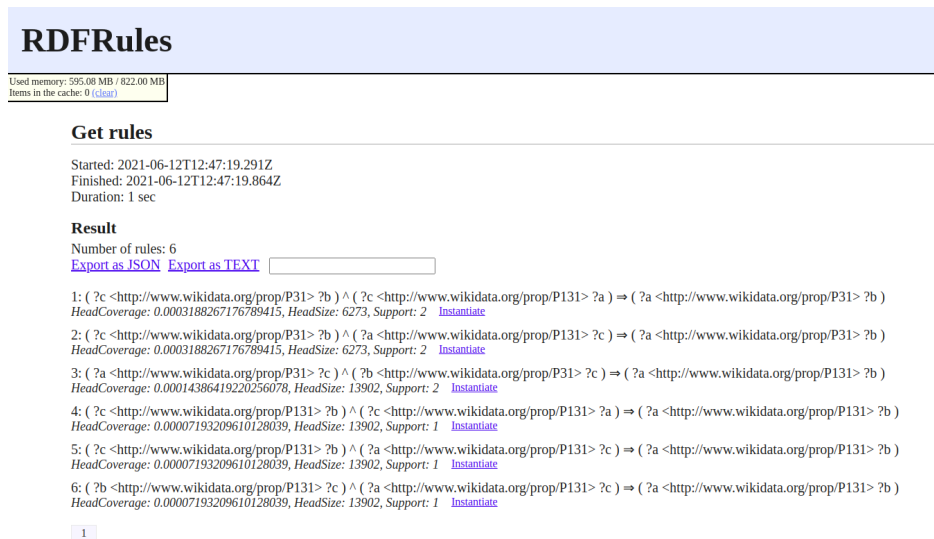 RDFRules
Used memory: 595.08 MB / 822.00 MB
Items in the cache: 0 (clear)
Get rules
Started: 2021-06-12T12:47:19.291Z
Finished: 2021-06-12T12:47:19.864Z
Duration: 1 sec
Result
Number of rules: 6
Export as JSON Export as TEXT
1: ( ?c <http://www.wikidata.org/prop/P31> ?b ) ^ ( ?c <http://www.wikidata.org/prop/P131> ?a ) ⇒ ( ?a <http://www.wikidata.org/prop/P31> ?b )
HeadCoverage: 0.0003188267176789415, HeadSize: 6273, Support: 2 Instantiate
2: ( ?c <http://www.wikidata.org/prop/P31> ?b ) ^ ( ?a <http://www.wikidata.org/prop/P131> ?c ) ⇒ ( ?a <http://www.wikidata.org/prop/P31> ?b )
HeadCoverage: 0.0003188267176789415, HeadSize: 6273, Support: 2 Instantiate
3: ( ?a <http://www.wikidata.org/prop/P31> ?c ) ^ ( ?b <http://www.wikidata.org/prop/P31> ?c ) ⇒ ( ?a <http://www.wikidata.org/prop/P131> ?b )
HeadCoverage: 0.00014386419220256078, HeadSize: 13902, Support: 2 Instantiate
4: ( ?c <http://www.wikidata.org/prop/P131> ?b ) ^ ( ?c <http://www.wikidata.org/prop/P131> ?a ) ⇒ ( ?a <http://www.wikidata.org/prop/P131> ?b )
HeadCoverage: 0.00007193209610128039, HeadSize: 13902, Support: 1 Instantiate
5: ( ?c <http://www.wikidata.org/prop/P131> ?b ) ^ ( ?a <http://www.wikidata.org/prop/P131> ?c ) ⇒ ( ?a <http://www.wikidata.org/prop/P131> ?b )
HeadCoverage: 0.00007193209610128039, HeadSize: 13902, Support: 1 Instantiate
6: ( ?b <http://www.wikidata.org/prop/P131> ?c ) ^ ( ?a <http://www.wikidata.org/prop/P131> ?c ) ⇒ ( ?a <http://www.wikidata.org/prop/P131> ?b )
HeadCoverage: 0.00007193209610128039, HeadSize: 13902, Support: 1 Instantiate
1